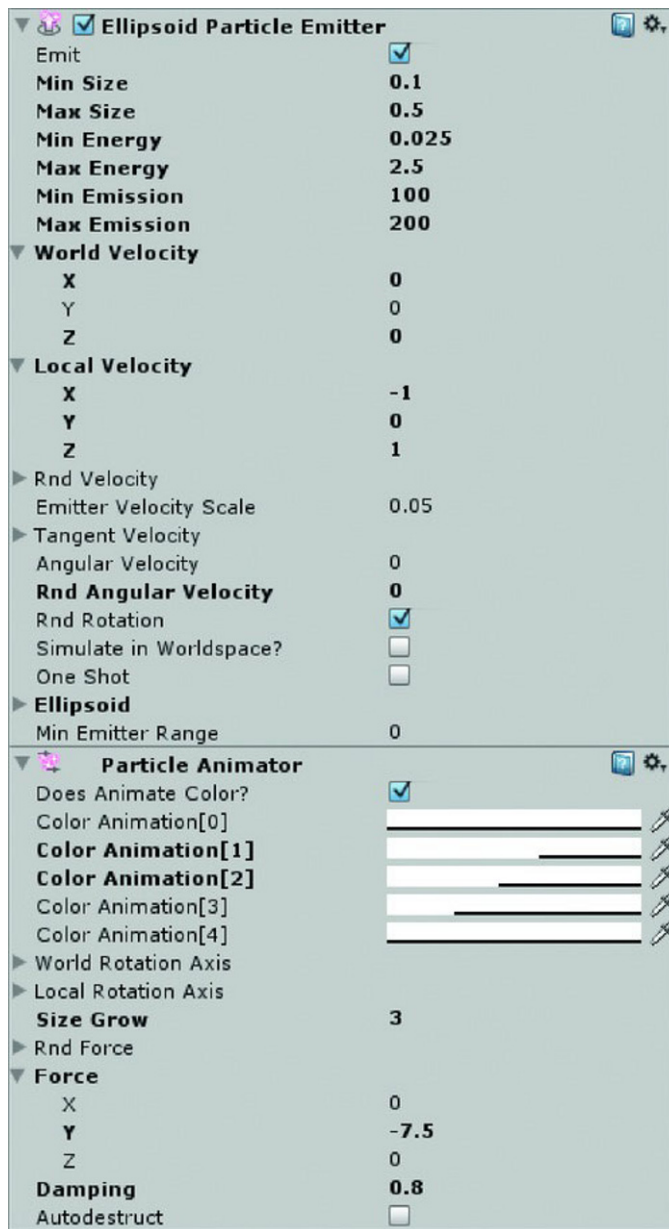 Ellipsoid Particle Emitter
Emit
Min Size 0.1
Max Size 0.5
Min Energy 0.025
Max Energy 2.5
Min Emission 100
Max Emission 200
World Velocity
X 0
Y 0
Z 0
Local Velocity
X -1
Y 0
Z 1
Rnd Velocity
Emitter Velocity Scale 0.05
Tangent Velocity
Angular Velocity 0
Rnd Angular Velocity 0
Rnd Rotation
Simulate in Worldspace?
One Shot
Ellipsoid
Min Emitter Range 0
Particle Animator
Does Animate Color?
Color Animation[0]
Color Animation[1]
Color Animation[2]
Color Animation[3]
Color Animation[4]
World Rotation Axis
Local Rotation Axis
Size Grow 3
Rnd Force
Force
X 0
Y -7.5
Z 0
Damping 0.8
Autodestruct